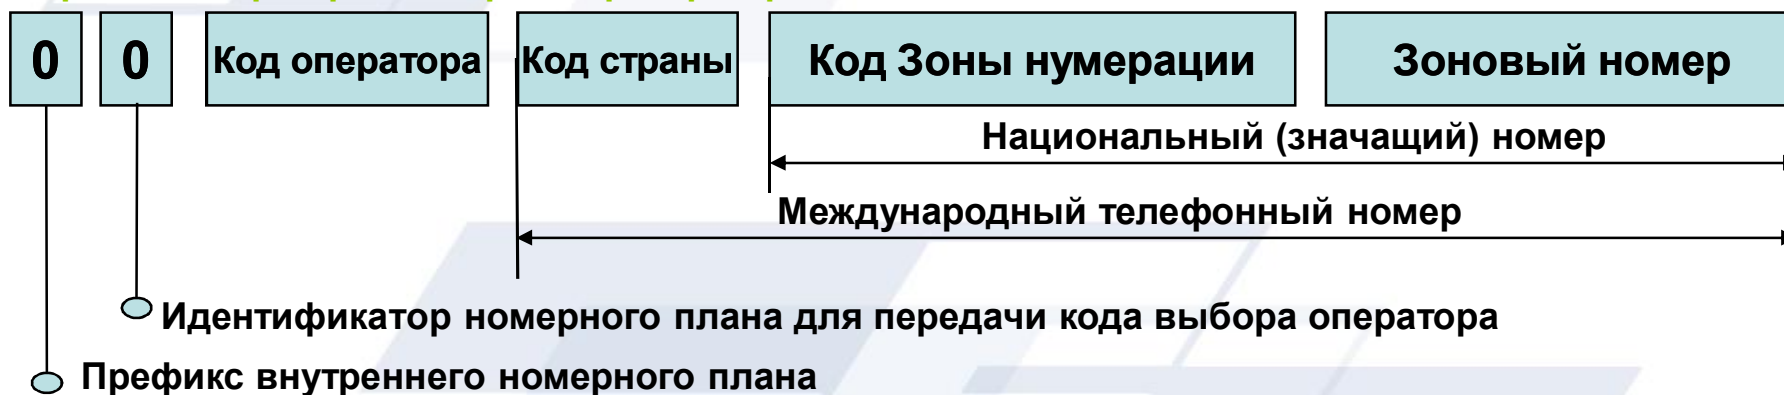 0 0 Код оператора Код страны Код Зоны нумерации Зоновый номер
Национальный (значащий) номер
Международный телефонный номер
Идентификатор номерного плана для передачи кода выбора оператора
Префикс внутреннего номерного плана